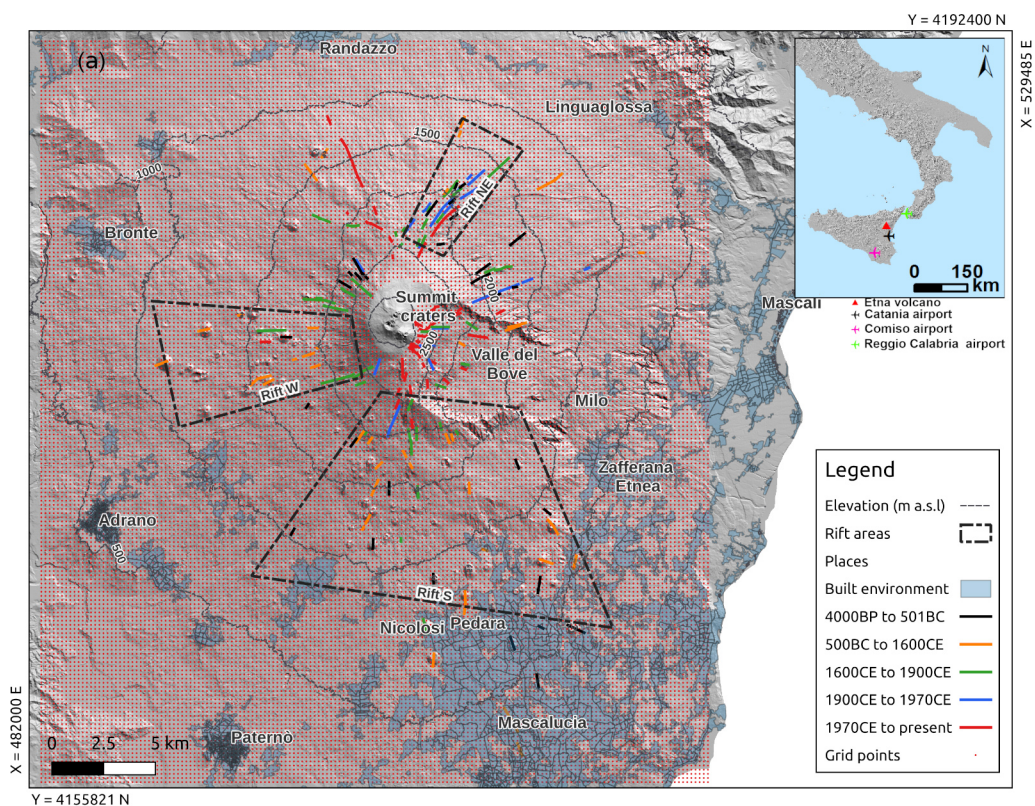 Y = 4192400 N
X = 529485 E
(a)
Randazzo
N
Linguaglossa
1500
1000
Rift NE
Bronte
2000
0 150
km
Summit
craters
Mascali
Etna volcano
Catania airport
Comiso airport
Reggio Calabria airport
2500
Valle del
Bove
Rift W
Milo
Zafferana
Etnea
Legend
Elevation (m a.s.l)
Adrano
Rift areas
500
Places
Built environment
Rift S
4000BP to 501BC
Nicolosi
Pedara
500BC to 1600CE
1600CE to 1900CE
1900CE to 1970CE
Mascalucia
1970CE to present
Paternò
Grid points
0 2.5 5 km
X = 482000 E
Y = 4155821 N